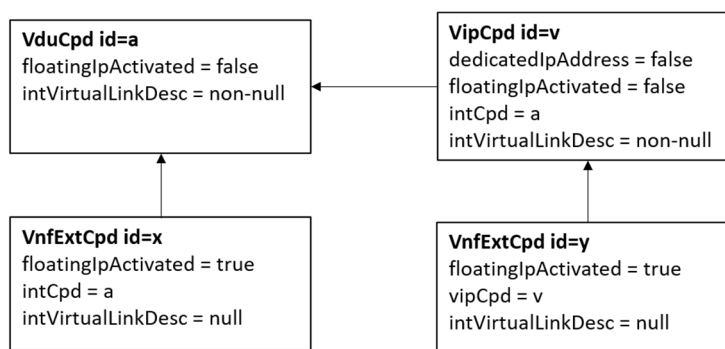 VduCpd id=a
floatingIpActivated = false
intVirtualLinkDesc = non-null
VipCpd id=v
dedicatedIpAddress = false
floatingIpActivated = false
intCpd = a
intVirtualLinkDesc = non-null
VnfExtCpd id=x
floatingIpActivated = true
intCpd = a
intVirtualLinkDesc = null
VnfExtCpd id=y
floatingIpActivated = true
vipCpd = v
intVirtualLinkDesc = null